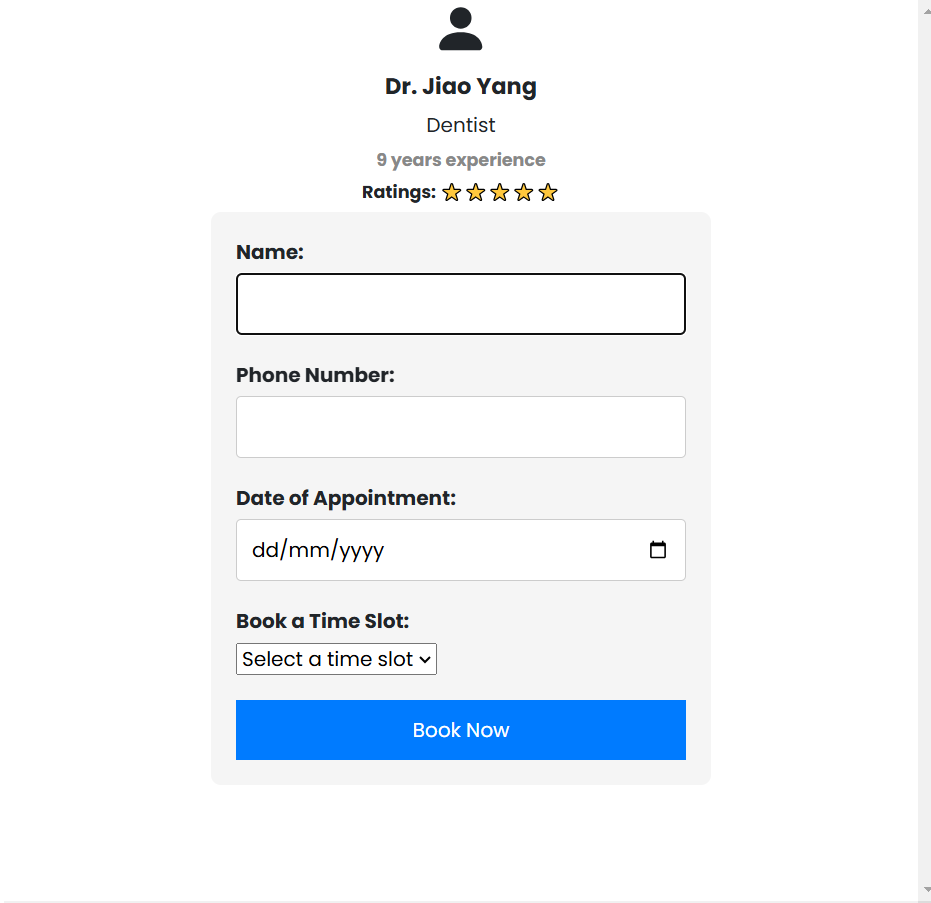 Dr. Jiao Yang
Dentist
9 years experience
Ratings:
Name:
Phone Number:
Date of Appointment:
dd/mm/yyyy
Book a Time Slot:
Select a time slot
Book Now